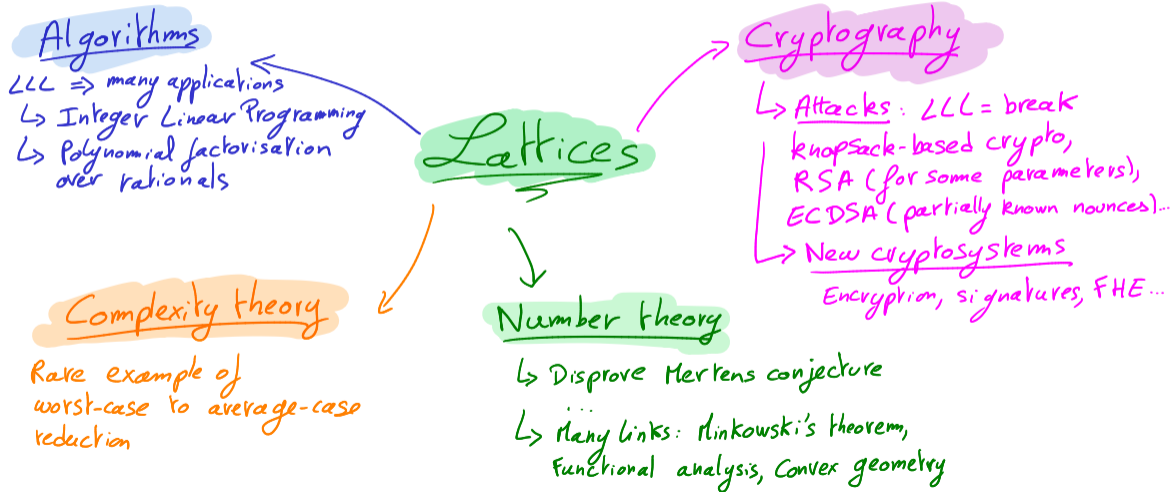 Lattices
Algorithms
LLL ⇒ many applications
↳ Integer Linear Programming
↳ Polynomial factorisation
over rationals
Cryptography
↳ Attacks: LLL = break
knapsack-based crypto,
RSA (for some parameters),
ECDSA (partially known nounces)...
↳ New cryptosystems
Encryption, signatures, FHE...
Complexity theory
Rare example of
worst-case to average-case
reduction
Number theory
↳ Disprove Mertens conjecture
...
↳ Many links: Minkowski's theorem,
Functional analysis, Convex geometry